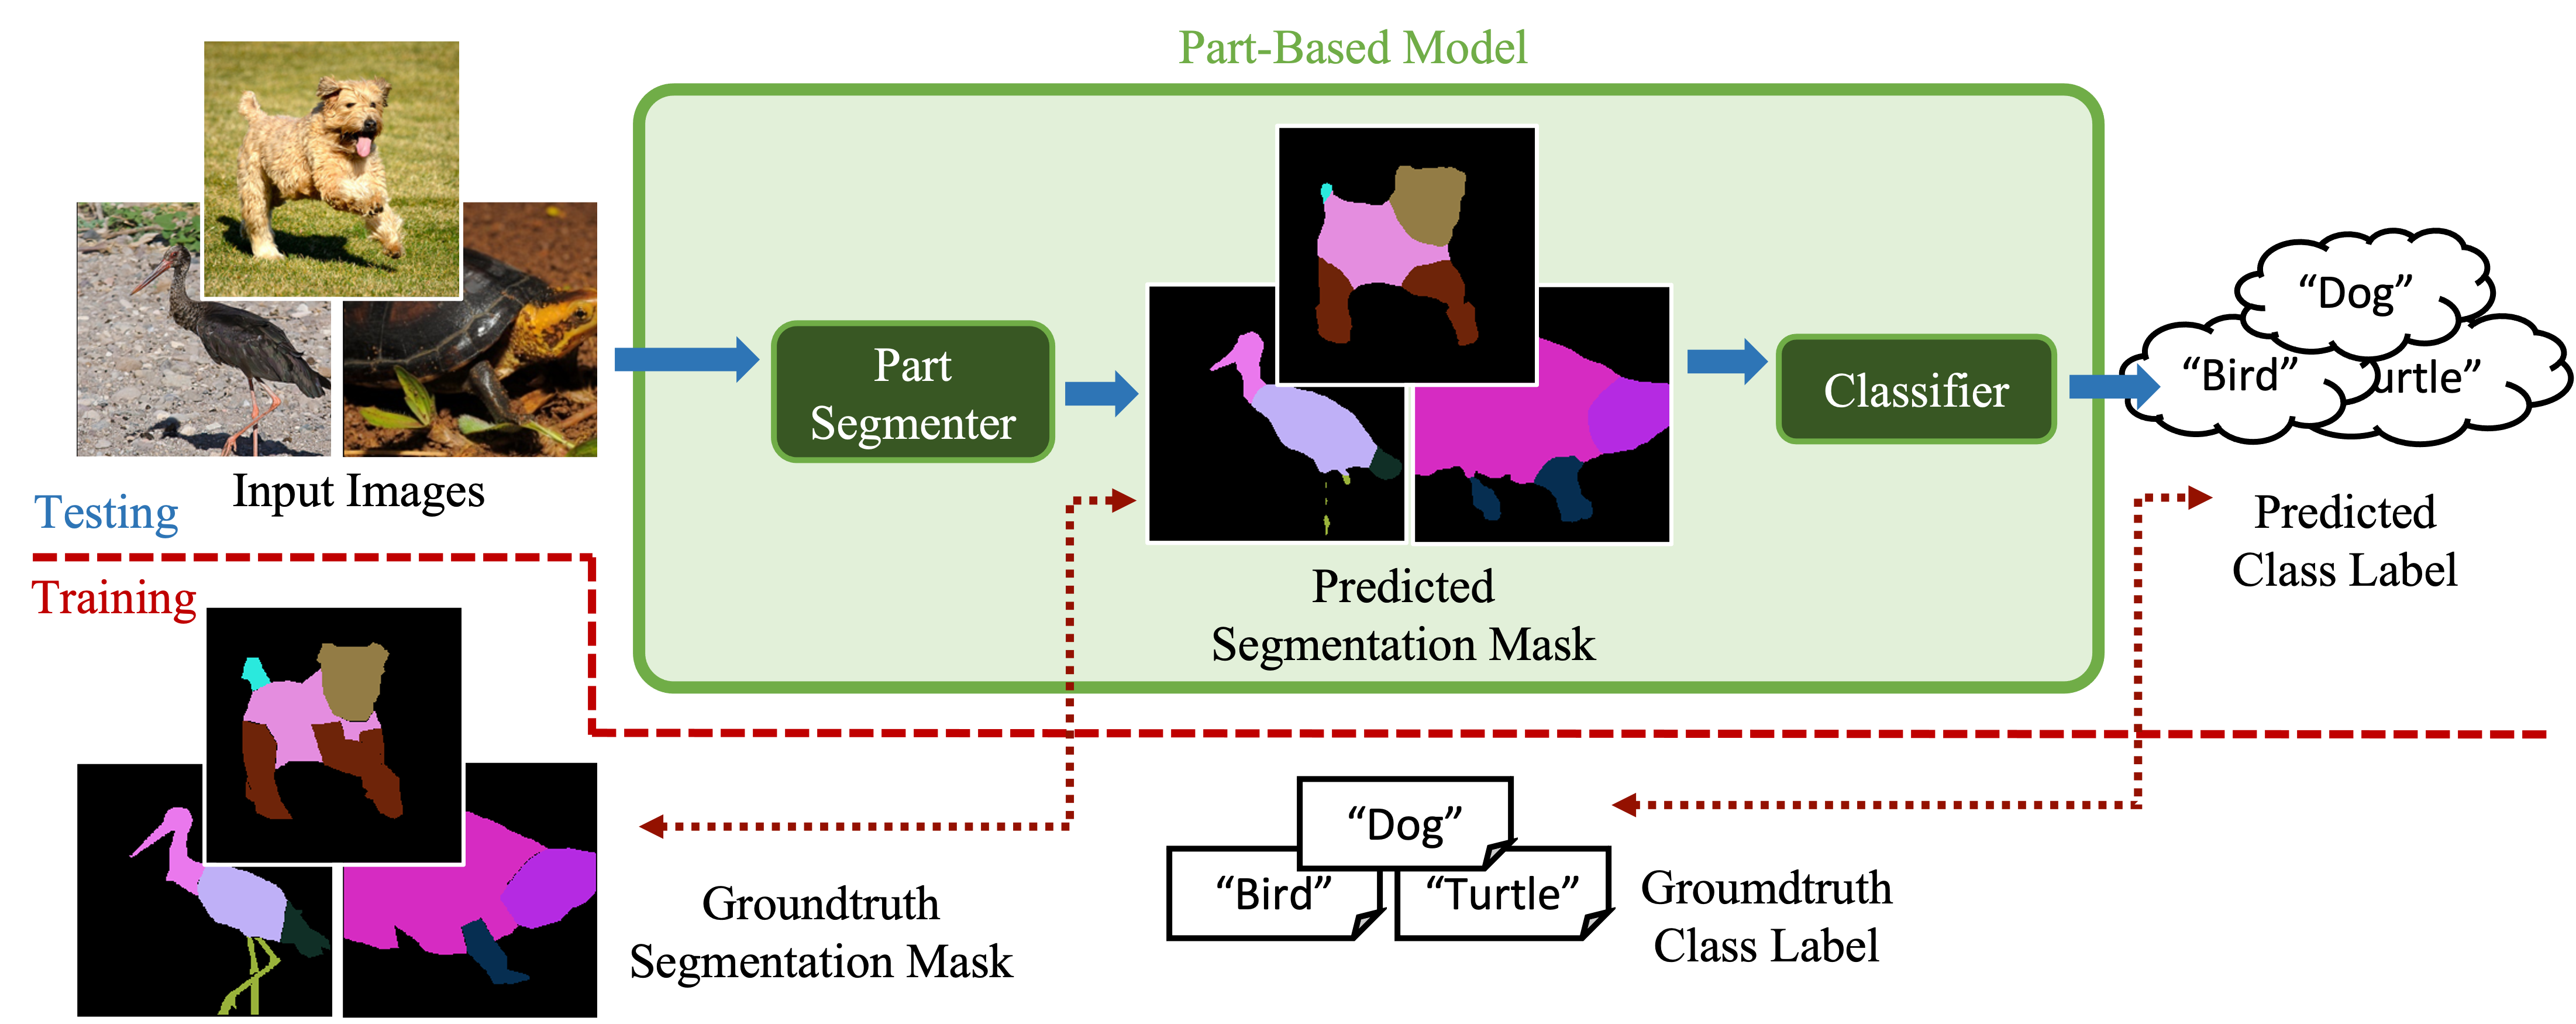 Part-Based Model
Part
Segmenter
Classifier
“Dog”
“Bird”
urtle”
Input Images
Testing
Training
Predicted
Segmentation Mask
Predicted
Class Label
Groundtruth
Segmentation Mask
“Dog”
“Bird”
“Turtle”
Groumdtruth
Class Label